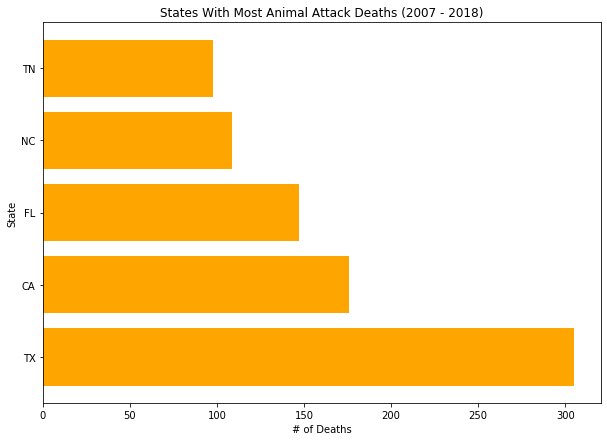 States With Most Animal Attack Deaths (2007 - 2018)
TN
NC
FL
CA
TX
State
0 50 100 150 200 250 300
# of Deaths